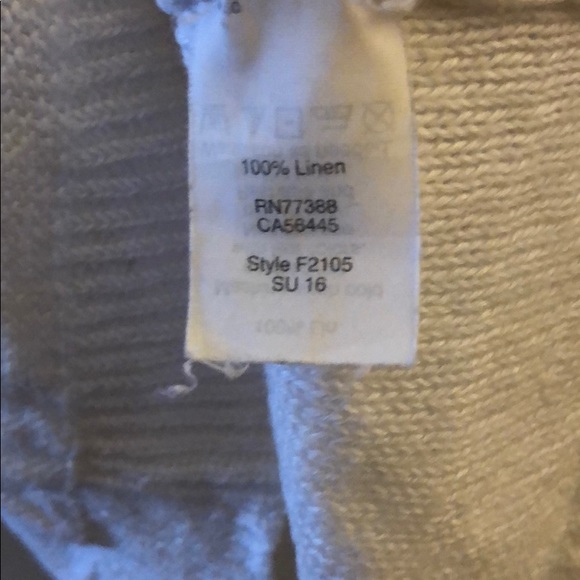 100% Linen
RN77388
CA56445
Style F2105
SU 16